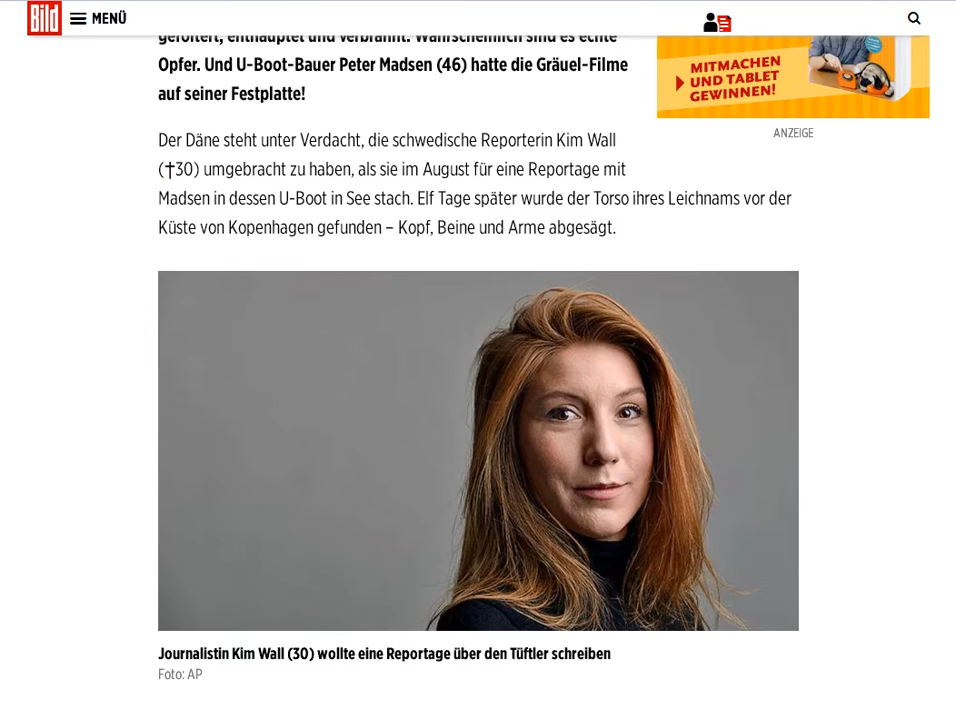 Bild
MENÜ
gefoltert, enthauptet und verbrannt. Wahrscheinlich sind es echte
Opfer. Und U-Boot-Bauer Peter Madsen (46) hatte die Gräuel-Filme
auf seiner Festplatte!
MITMACHEN
UND TABLET
GEWINNEN!
ANZEIGE
Der Däne steht unter Verdacht, die schwedische Reporterin Kim Wall
(✝30) umgebracht zu haben, als sie im August für eine Reportage mit
Madsen in dessen U-Boot in See stach. Elf Tage später wurde der Torso ihres Leichnams vor der
Küste von Kopenhagen gefunden – Kopf, Beine und Arme abgesägt.
Journalistin Kim Wall (30) wollte eine Reportage über den Tüftler schreiben
Foto: AP